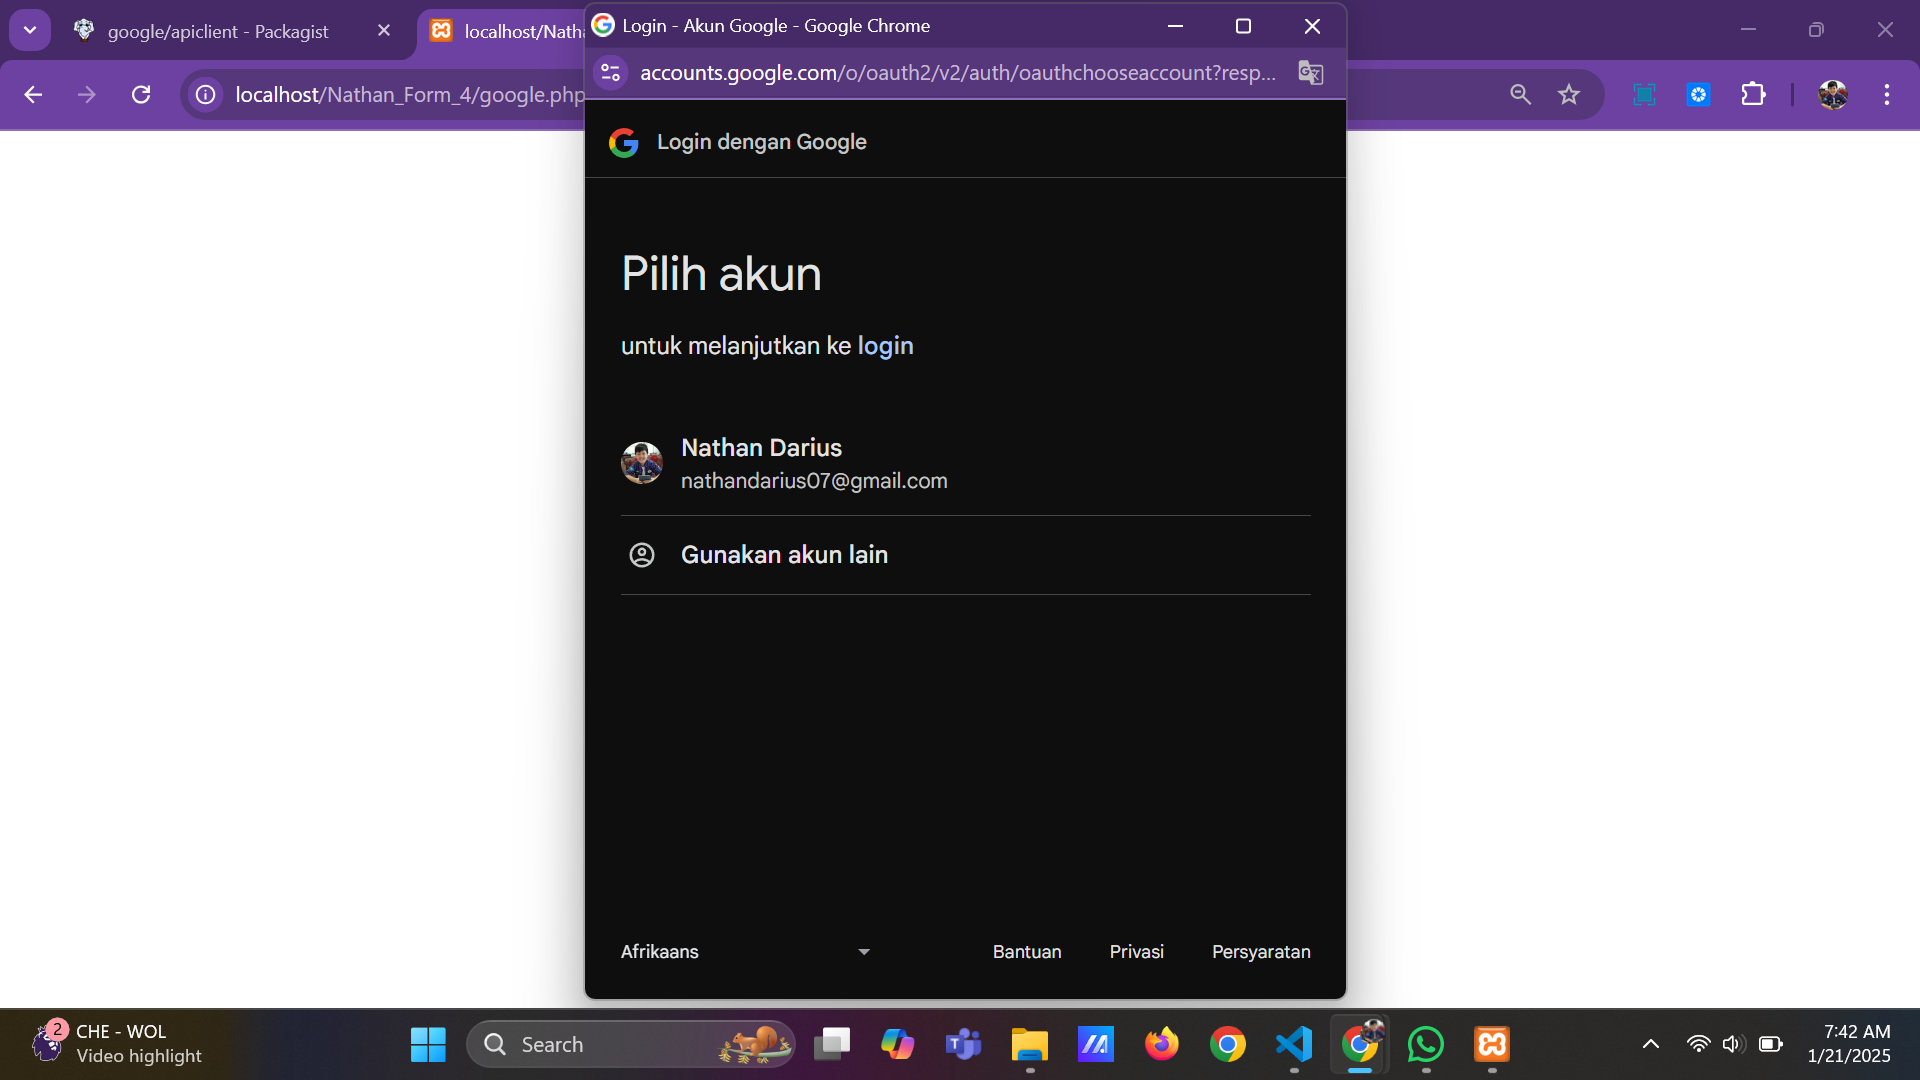 google/apiclient - Packagist
localhost/Nath
Login - Akun Google - Google Chrome
localhost/Nathan_Form_4/google.php
accounts.google.com/o/oauth2/v2/auth/oauthchooseaccount?resp...
Login dengan Google
Pilih akun
untuk melanjutkan ke login
Nathan Darius
nathandarius07@gmail.com
Gunakan akun lain
Afrikaans
Bantuan
Privasi
Persyaratan
2
CHE - WOL
Video highlight
Search
7:42 AM
1/21/2025